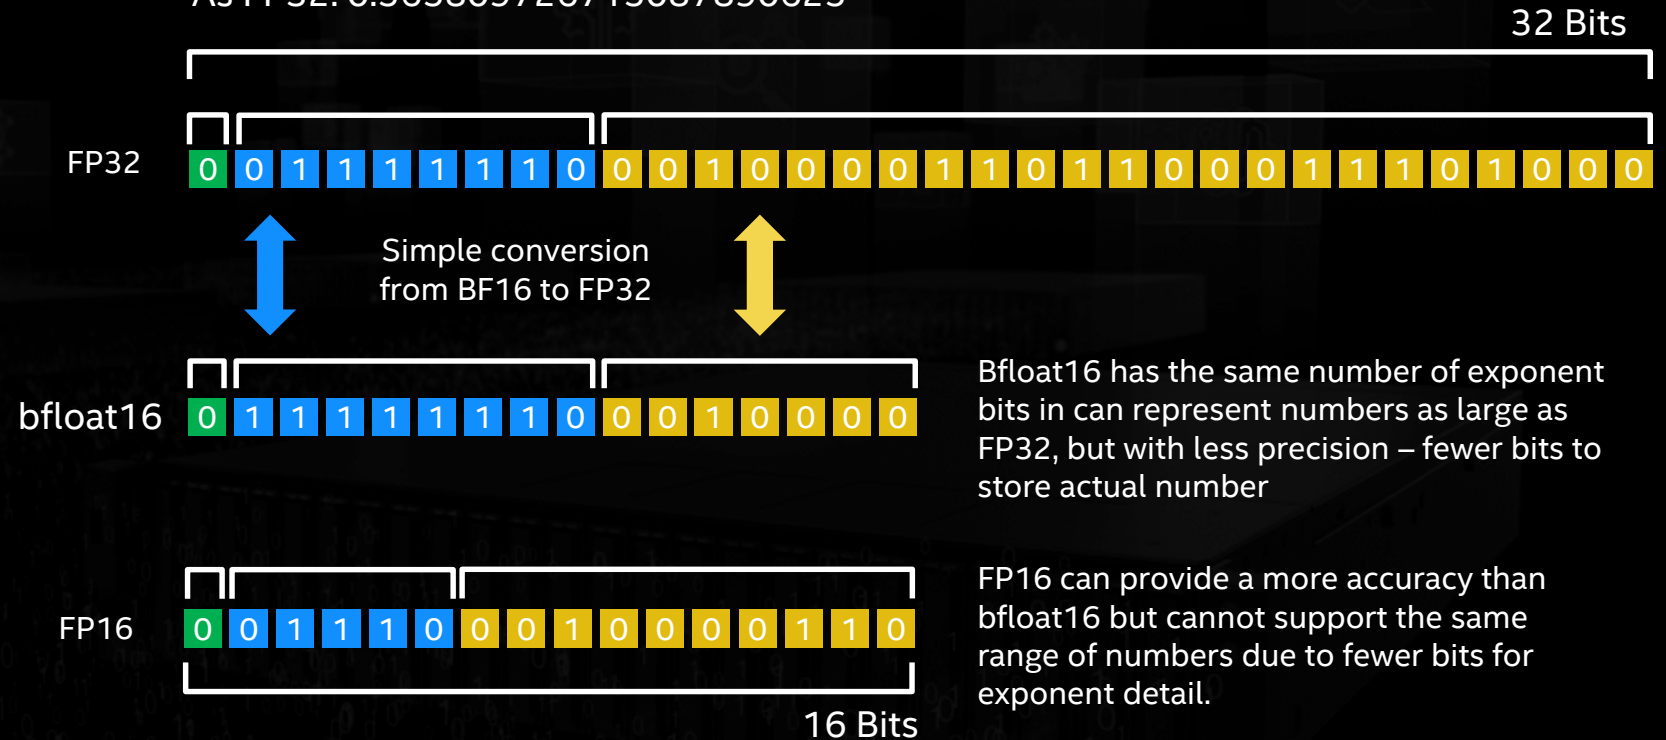 As FP32:
32 Bits
FP32 0 0 1 1 1 1 1 1 0 0 0 1 0 0 0 0 1 1 0 1 1 0 0 0 1 1 1 0 1 0 0 0
Simple conversion
from BF16 to FP32
bfloat16 0 1 1 1 1 1 1 1 0 0 0 1 0 0 0 0
Bfloat16 has the same number of exponent
bits in can represent numbers as large as
FP32, but with less precision – fewer bits to
store actual number
FP16 0 0 1 1 1 0 0 0 1 0 0 0 0 1 1 0
FP16 can provide a more accuracy than
bfloat16 but cannot support the same
range of numbers due to fewer bits for
exponent detail.
16 Bits